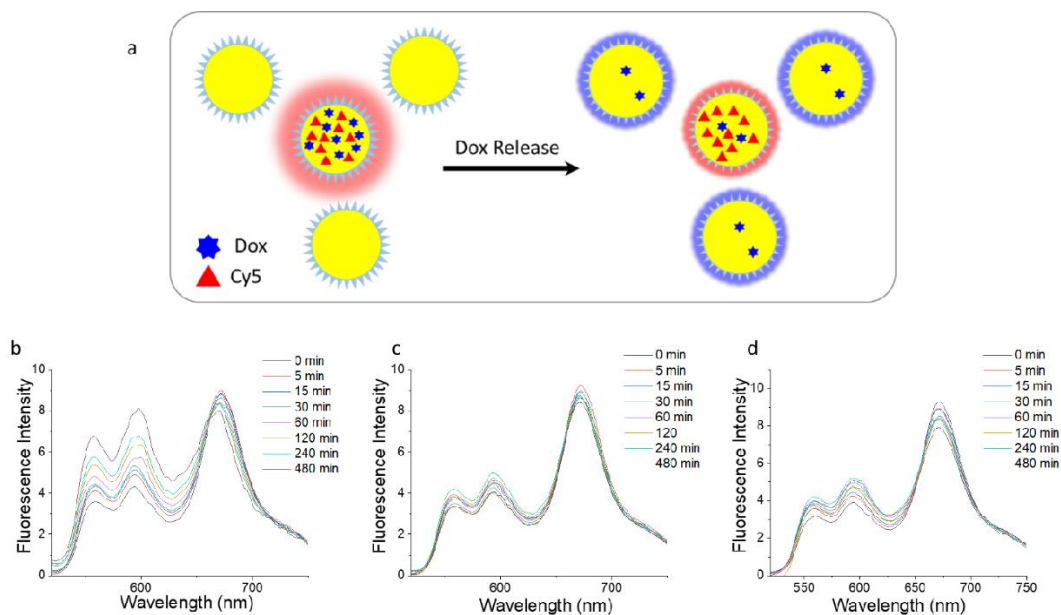 a
Dox Release
Dox
Cy5
b
Fluorescence Intensity
10
8
6
4
2
0
600
700
Wavelength (nm)
0 min
5 min
15 min
30 min
60 min
120 min
240 min
480 min
c
Fluorescence Intensity
10
8
6
4
2
0
600
700
Wavelength (nm)
0 min
5 min
15 min
30 min
60 min
120
240 min
480 min
d
Fluorescence Intensity
10
8
6
4
2
0
550
600
650
700
750
Wavelength (nm)
0 min
5 min
15 min
30 min
60 min
120 min
240 min
480 min